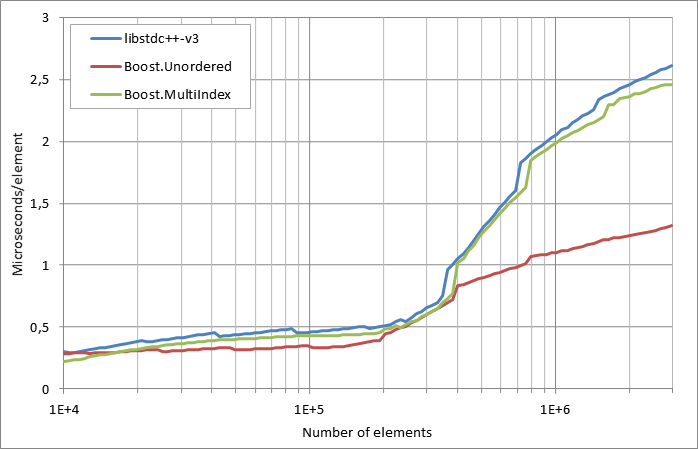 3
libstdc++-v3
Boost.Unordered
Boost.MultiIndex
2,5
2
1,5
1
0,5
0
Microseconds/element
1E+4
1E+5
1E+6
Number of elements